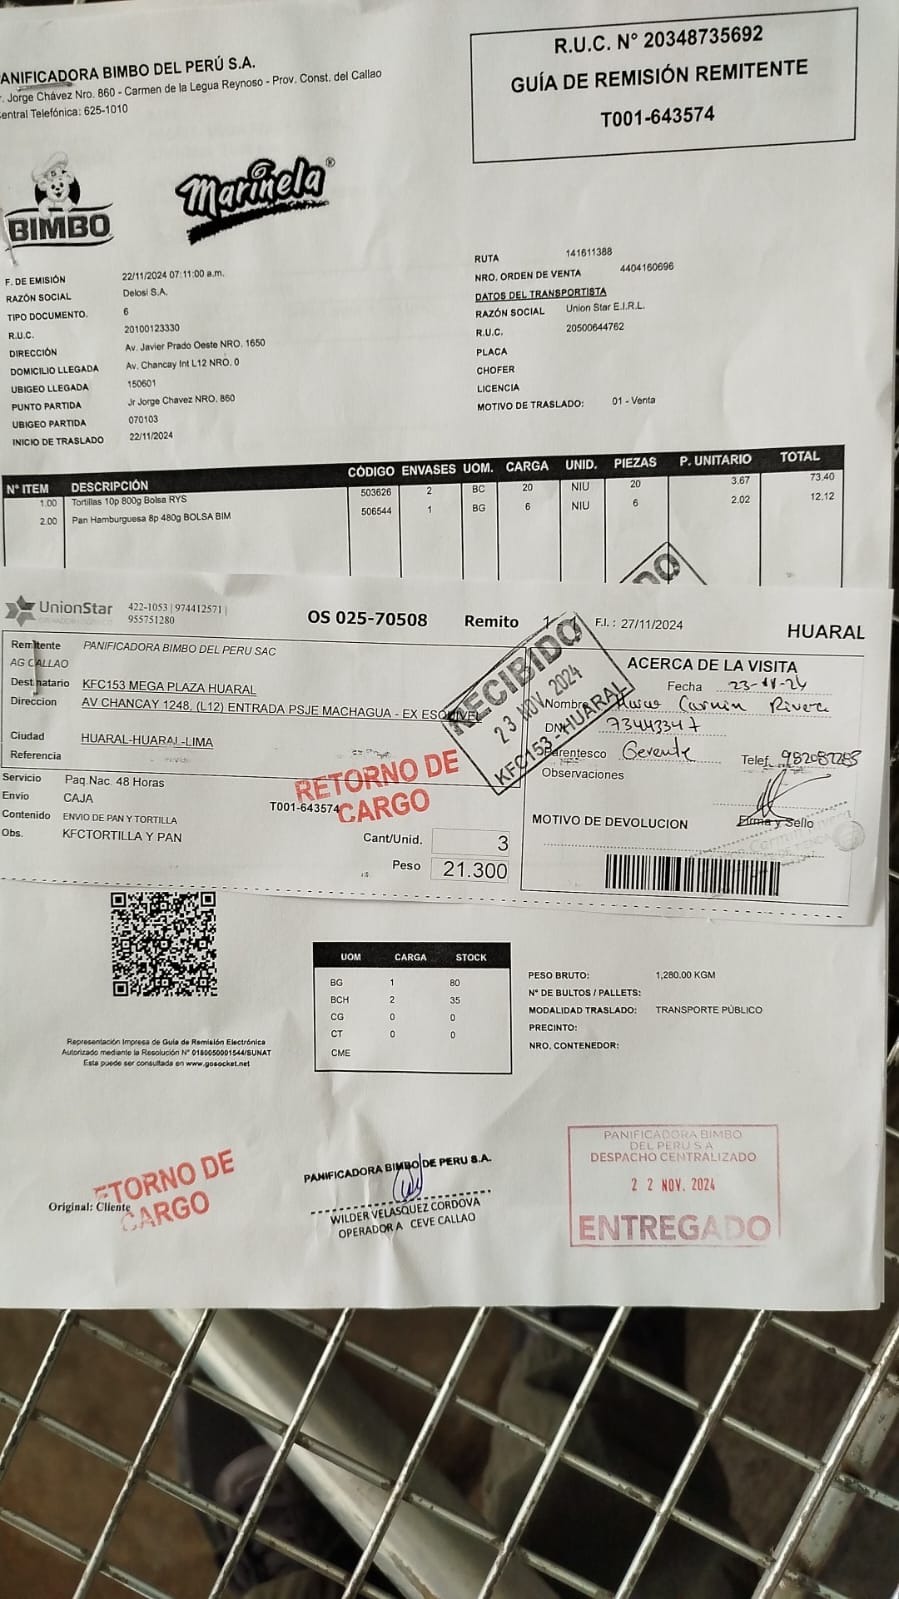 PANIFICADORA BIMBO DEL PERÚ S.A.
r. Jorge Chávez Nro. 860 - Carmen de la Legua Reynoso - Prov. Const. del Callao
entral Telefónica: 625-1010
R.U.C. N° 20348735692
GUÍA DE REMISIÓN REMITENTE
T001-643574
BIMBO
Marinela®
F. DE EMISIÓN 22/11/2024 07:11:00 a.m.
RAZÓN SOCIAL Delosi S.A.
TIPO DOCUMENTO. 6
R.U.C. 20100123330
DIRECCIÓN Av. Javier Prado Oeste NRO. 1650
DOMICILIO LLEGADA Av. Chancay Int L12 NRO. 0
UBIGEO LLEGADA 150601
PUNTO PARTIDA Jr Jorge Chavez NRO. 860
UBIGEO PARTIDA 070103
INICIO DE TRASLADO 22/11/2024
RUTA 141611388
NRO. ORDEN DE VENTA 4404160696
DATOS DEL TRANSPORTISTA
RAZÓN SOCIAL Union Star E.I.R.L.
R.U.C. 20500644762
PLACA
CHOFER
LICENCIA
MOTIVO DE TRASLADO: 01 - Venta
N° ITEM DESCRIPCIÓN CÓDIGO ENVASES UOM. CARGA UNID. PIEZAS P. UNITARIO TOTAL
1.00 Tortillas 10p 800g Bolsa RYS 503626 2 BC 20 NIU 20 3.67 73.40
2.00 Pan Hamburguesa 8p 480g BOLSA BIM 506544 1 BG 6 NIU 6 2.02 12.12
UnionStar 422-1053 | 974412571 |
955751280
OS 025-70508 Remito F.I.: 27/11/2024 HUARAL
Remitente PANIFICADORA BIMBO DEL PERU SAC
AG CALLAO
Destinatario KFC153 MEGA PLAZA HUARAL
Direccion AV CHANCAY 1248, (L12) ENTRADA PSJE MACHAGUA - EX ESQUIVEL
Ciudad HUARAL-HUARAL-LIMA
Referencia
Servicio Paq.Nac. 48 Horas
Envio CAJA T001-643574
Contenido ENVIO DE PAN Y TORTILLA
Obs. KFCTORTILLA Y PAN
Cant/Unid. 3
Peso 21.300
RETORNO DE
CARGO
RECIBIDO
23 NOV. 2024
KFC153-HUARAL
ACERCA DE LA VISITA
Fecha 23-11-24
Nombre Carmin Rivera
DNI 73443347
Parentesco Gerente Telef. 982087288
Observaciones
Firma y Sello
MOTIVO DE DEVOLUCION
UOM CARGA STOCK
BG 1 80
BCH 2 35
CG 0 0
CT 0 0
CME
PESO BRUTO: 1,280.00 KGM
N° DE BULTOS / PALLETS:
MODALIDAD TRASLADO: TRANSPORTE PÚBLICO
PRECINTO:
NRO. CONTENEDOR:
Representación Impresa de Guía de Remisión Electrónica
Autorizado mediante la Resolución N° 0180050001544/SUNAT
Esta puede ser consultada en www.gosocket.net
Original: Cliente
RETORNO DE
CARGO
PANIFICADORA BIMBO DE PERU S.A.
WILDER VELASQUEZ CORDOVA
OPERADOR A CEVE CALLAO
PANIFICADORA BIMBO
DEL PERU S A
DESPACHO CENTRALIZADO
22 NOV. 2024
ENTREGADO